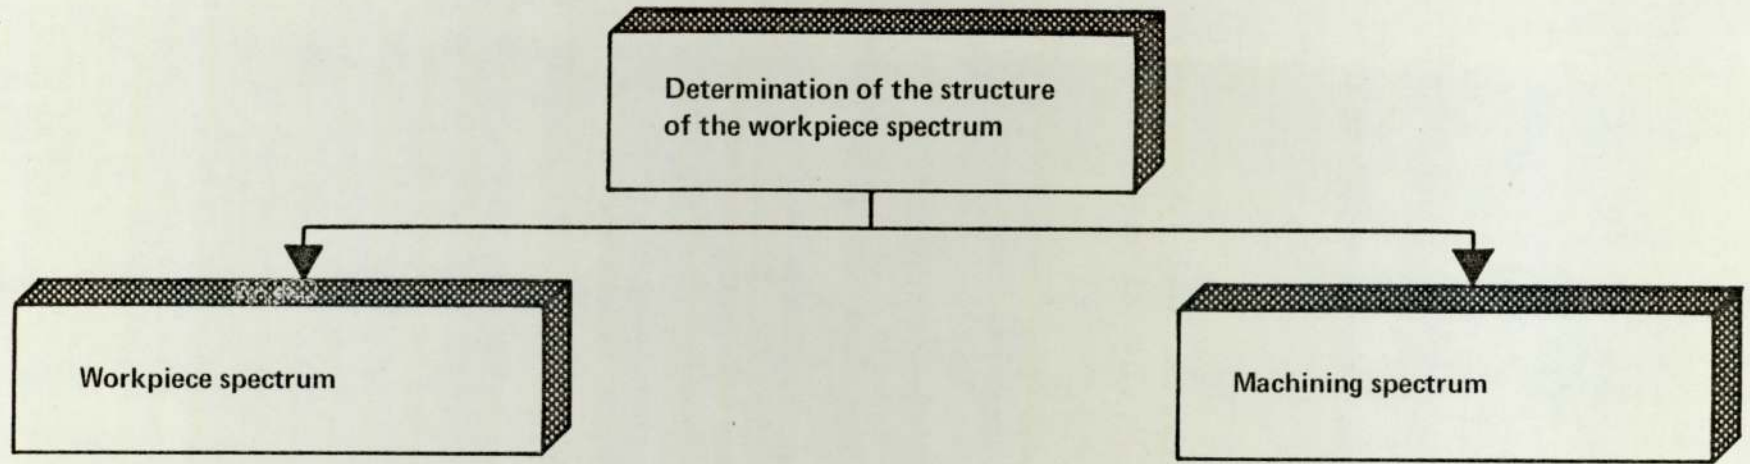 Determination of the structure
of the workpiece spectrum
Workpiece spectrum
Machining spectrum